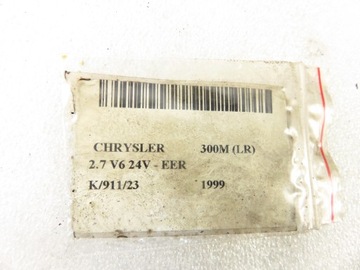 CHRYSLER 300M (LR)
2.7 V6 24V - EER
K/911/23 1999